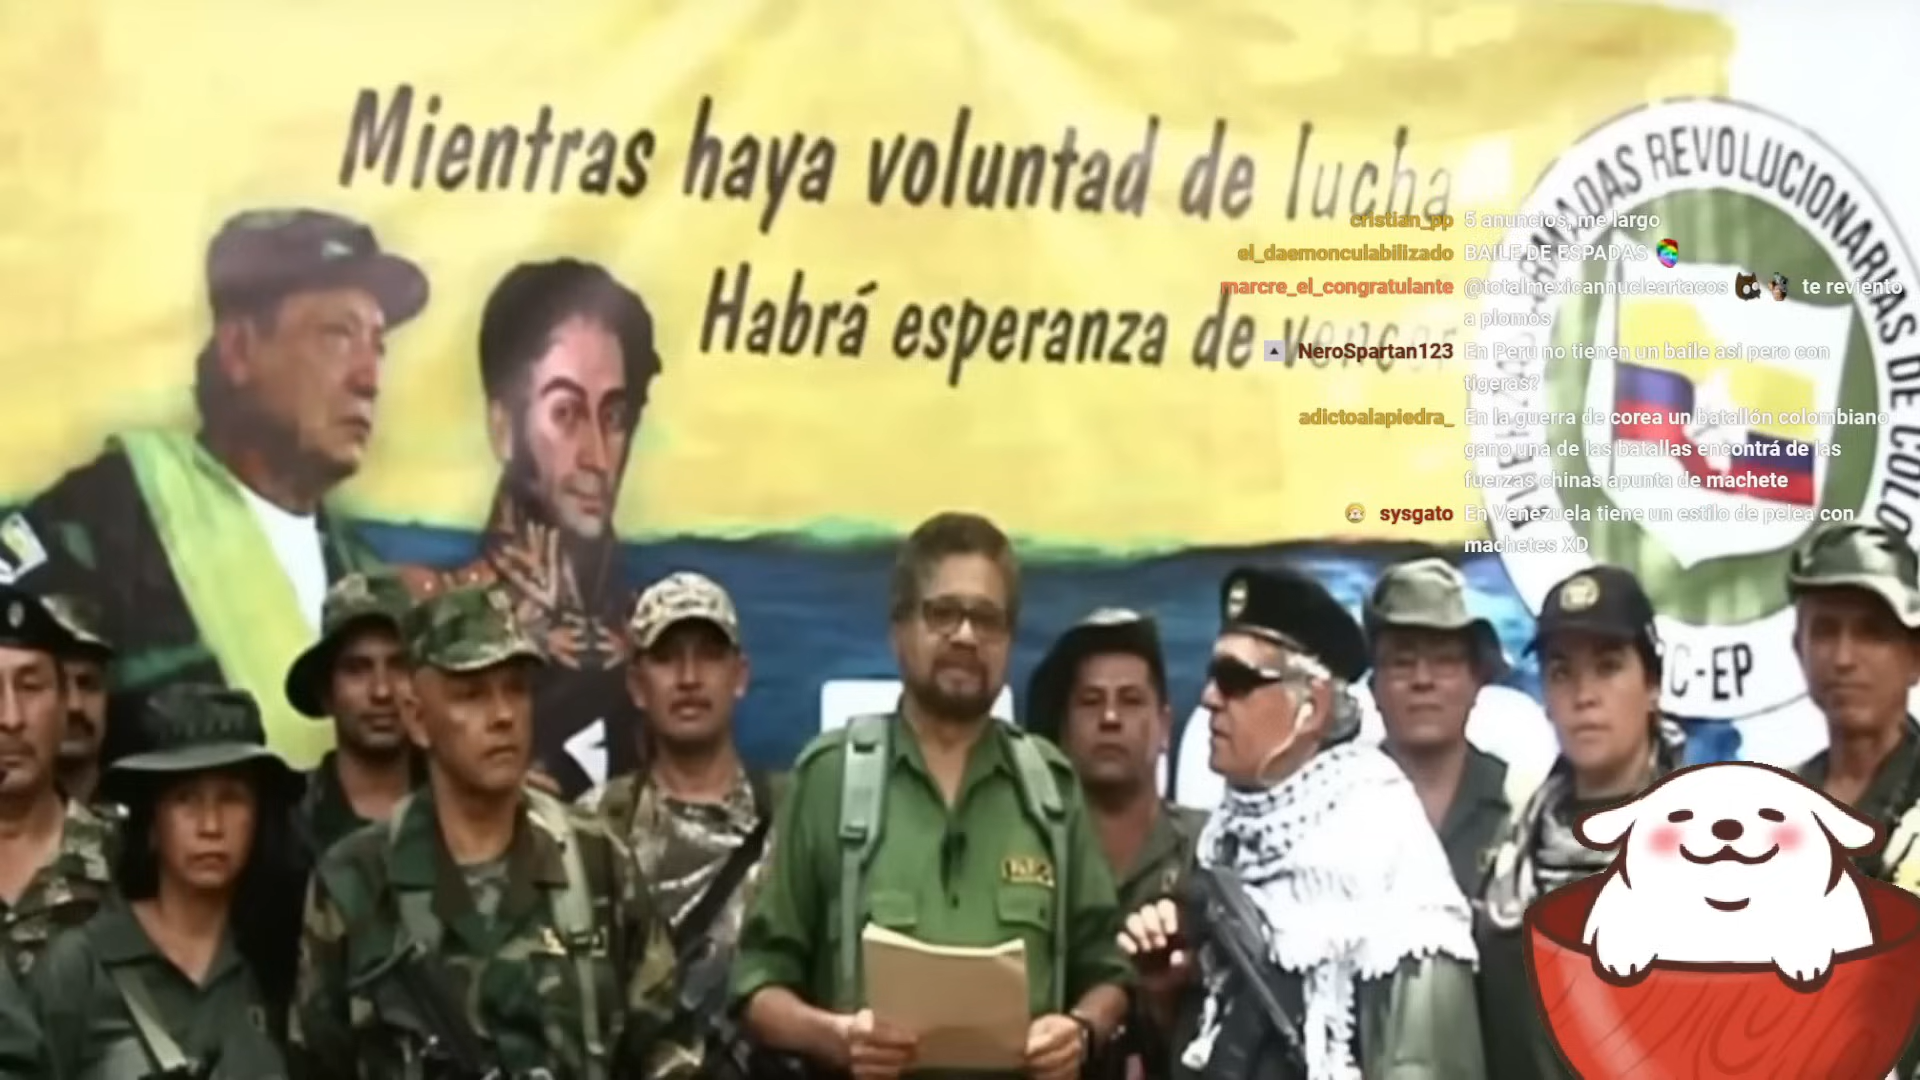 Mientras haya voluntad de lucha
Habrá esperanza de vencer
ARMADAS REVOLUCIONARIAS DE COLO
C-EP
cristian_pp 5 anuncios, me largo
el_daemonculabilizado BAILE DE ESPADAS
marcre_el_congratulante @totalmexicannucleartacos te reviento
a plomos
NeroSpartan123 En Perú no tienen un baile asi pero con
tigeras?
adictoalapiedra_ En la guerra de corea un batallón colombiano
gano una de las batallas encontrá de las
fuerzas chinas apunta de machete
sysgato En Venezuela tiene un estilo de pelea con
machetes XD